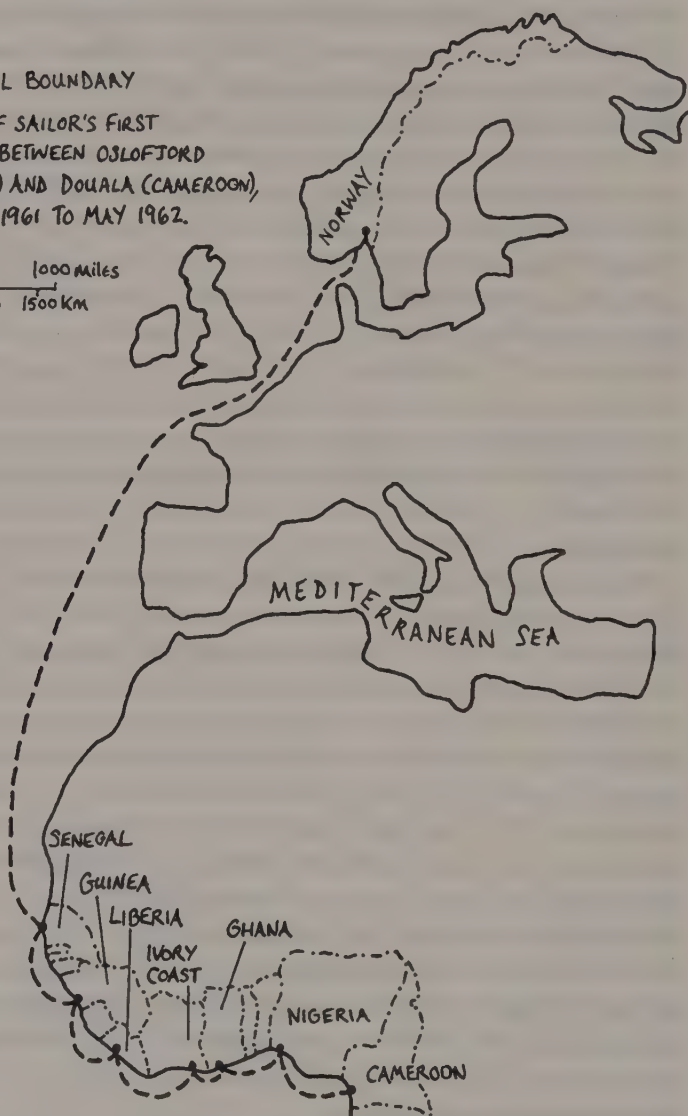 L BOUNDARY
F SAILOR'S FIRST
BETWEEN OSLOFJORD
) AND DOUALA (CAMEROON),
1961 TO MAY 1962.
1000 MILES
1500 KM
NORWAY
MEDITERRANEAN SEA
SENEGAL
GUINEA
LIBERIA
IVORY
COAST
GHANA
NIGERIA
CAMEROON